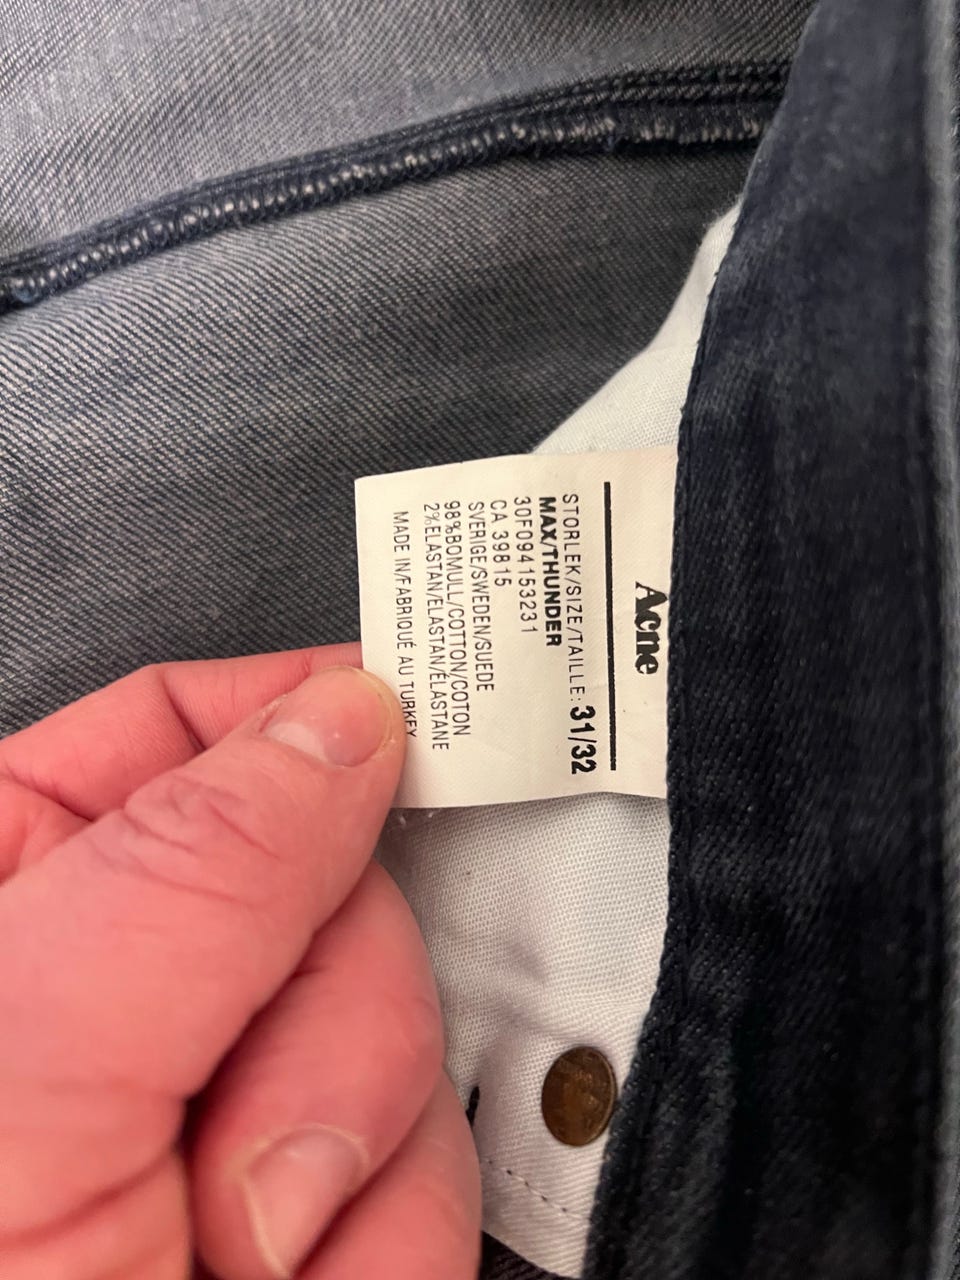 Acne
STORLEK/SIZE/TAILLE: 31/32
MAX/THUNDER
30F094153231
CA 39815
SVERIGE/SWEDEN/SUEDE
98%BOMULL/COTTON/COTON
2%ELASTAN/ELASTAN/ÉLASTANE
MADE IN/FABRIQUÉ AU TURKEY